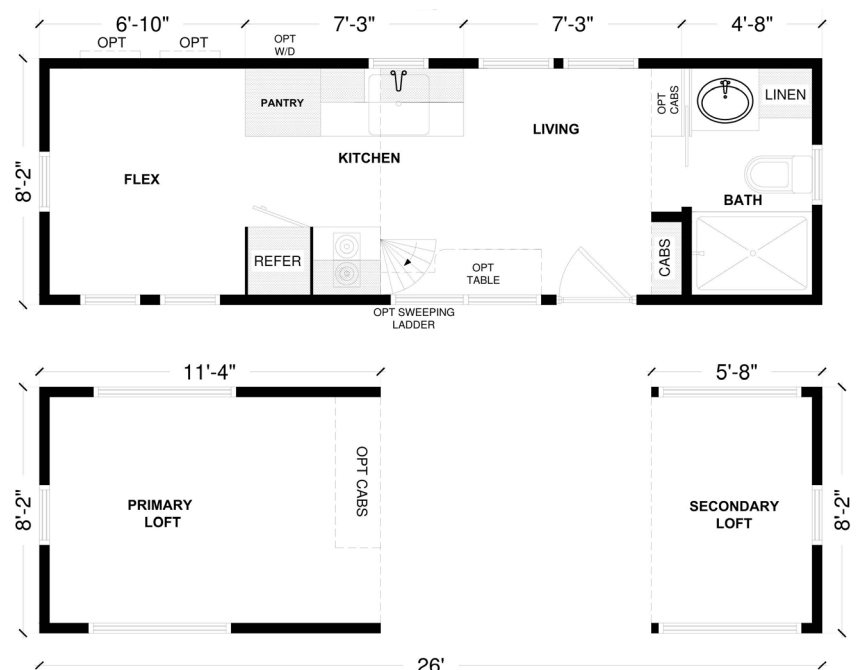 6'-10" 7'-3" 7'-3" 4'-8"
OPT OPT OPT
W/D
PANTRY
OPT
CABS
LINEN
LIVING
KITCHEN
8'-2"
FLEX
BATH
REFER
OPT
TABLE
CABS
OPT SWEEPING
LADDER
11'-4" 5'-8"
8'-2"
OPT CABS
PRIMARY
LOFT
SECONDARY
LOFT
8'-2"
26'